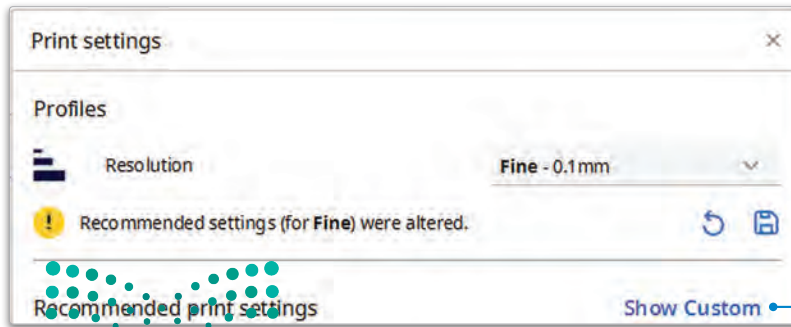 Print settings
Profiles
Resolution Fine - 0.1mm
Recommended settings (for Fine) were altered.
Recommended print settings Show Custom